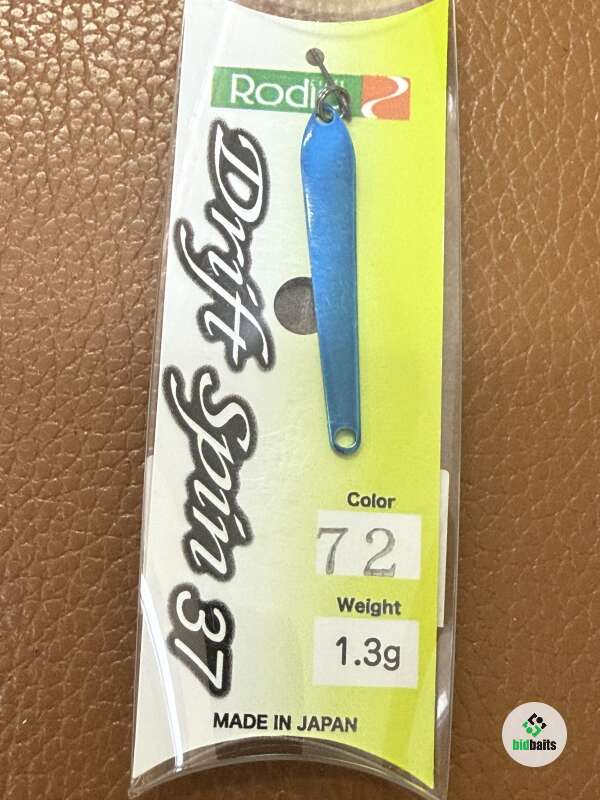 Rodio
Drift Spin 37
Color
72
Weight
1.3g
MADE IN JAPAN
bidbaits